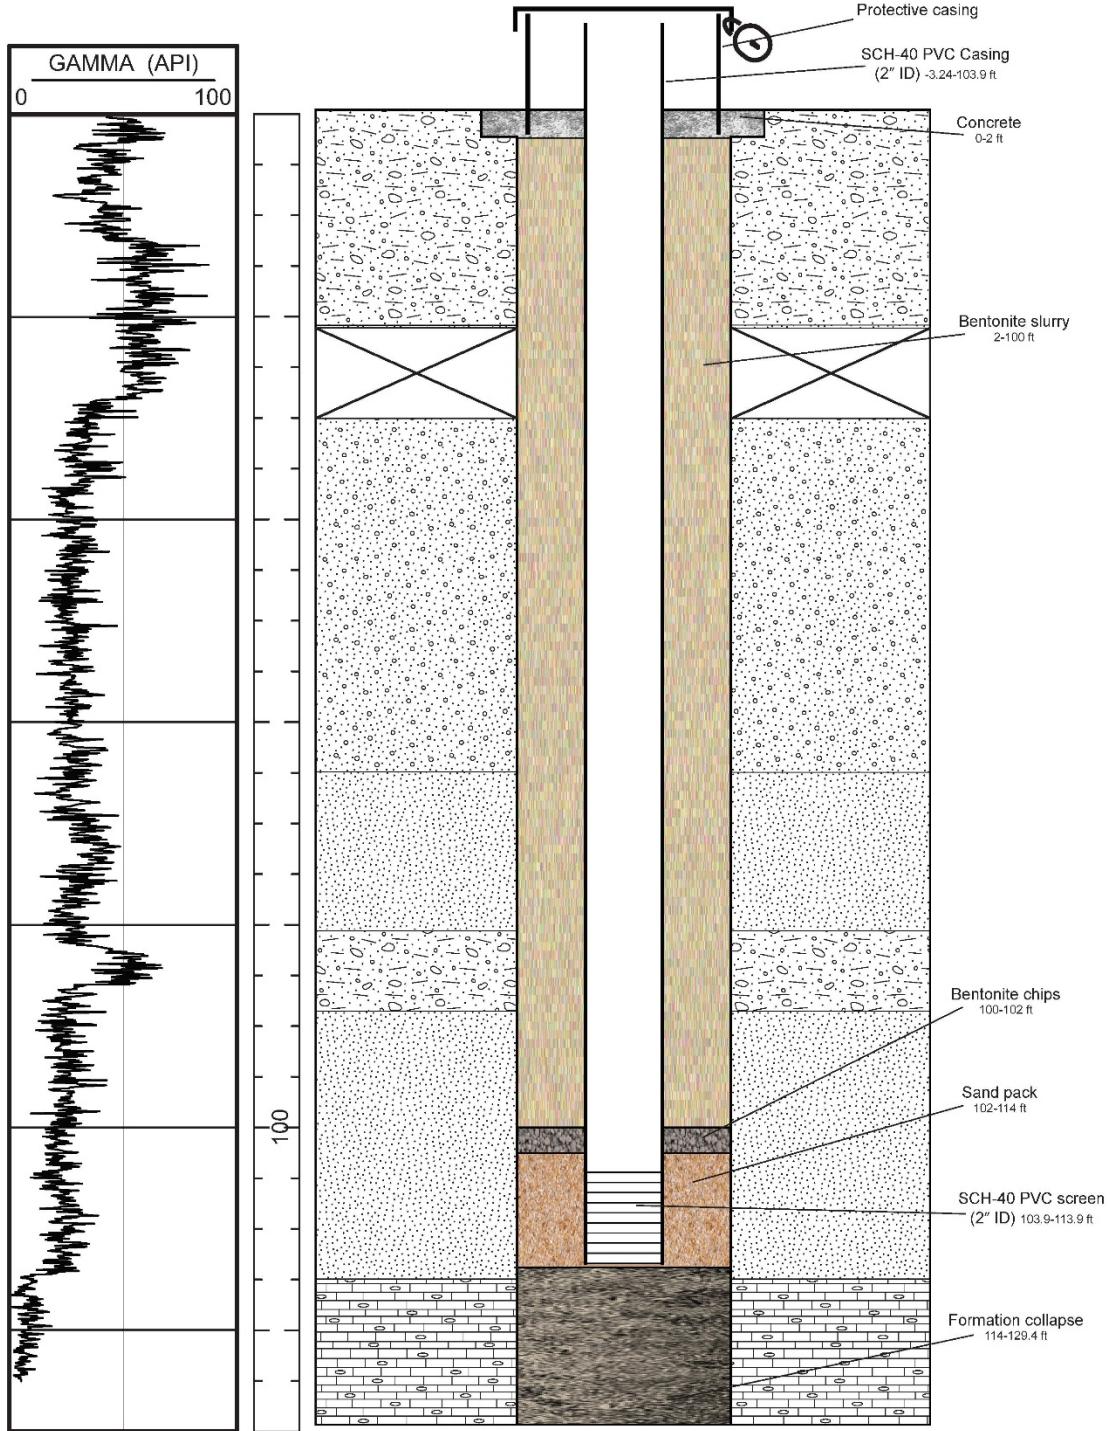 Protective casing
SCH-40 PVC Casing
(2" ID) -3.24-103.9 ft
GAMMA (API)
0 100
Concrete
0-2 ft
Bentonite slurry
2-100 ft
Bentonite chips
100-102 ft
Sand pack
102-114 ft
100
SCH-40 PVC screen
(2" ID) 103.9-113.9 ft
Formation collapse
114-129.4 ft